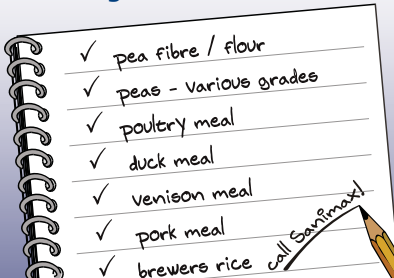 ✓ pea fibre / flour
✓ peas - various grades
✓ poultry meal
✓ duck meal
✓ venison meal
✓ pork meal
✓ brewers rice
call Sanimax!